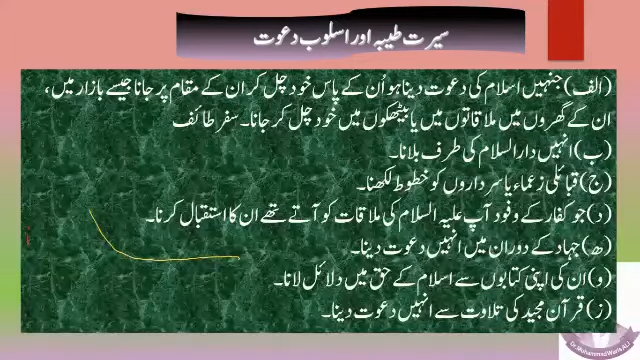 سیرت طیبہ اور اسلوب دعوت
(الف) جنہیں اسلام کی دعوت دینا ہو اُن کے پاس خود چل کر ان کے مقام پر جانا جیسے بازار میں،
ان کے گھروں میں ملاقاتوں میں یا بیٹھکوں میں خود چل کر جانا۔ سفر طائف
(ب) انہیں دارالسلام کی طرف بلانا۔
(ج) قبائلی زعماء یا سرداروں کو خطوط لکھنا۔
(د) جو کفار کے وفود آپ علیہ السلام کی ملاقات کو آتے تھے ان کا استقبال کرنا۔
(ھ) جہاد کے دوران میں انہیں دعوت دینا۔
(و) ان کی اپنی کتابوں سے اسلام کے حق میں دلائل لانا۔
(ز) قرآن مجید کی تلاوت سے انہیں دعوت دینا۔
Dr.Muhammad Waris ALI